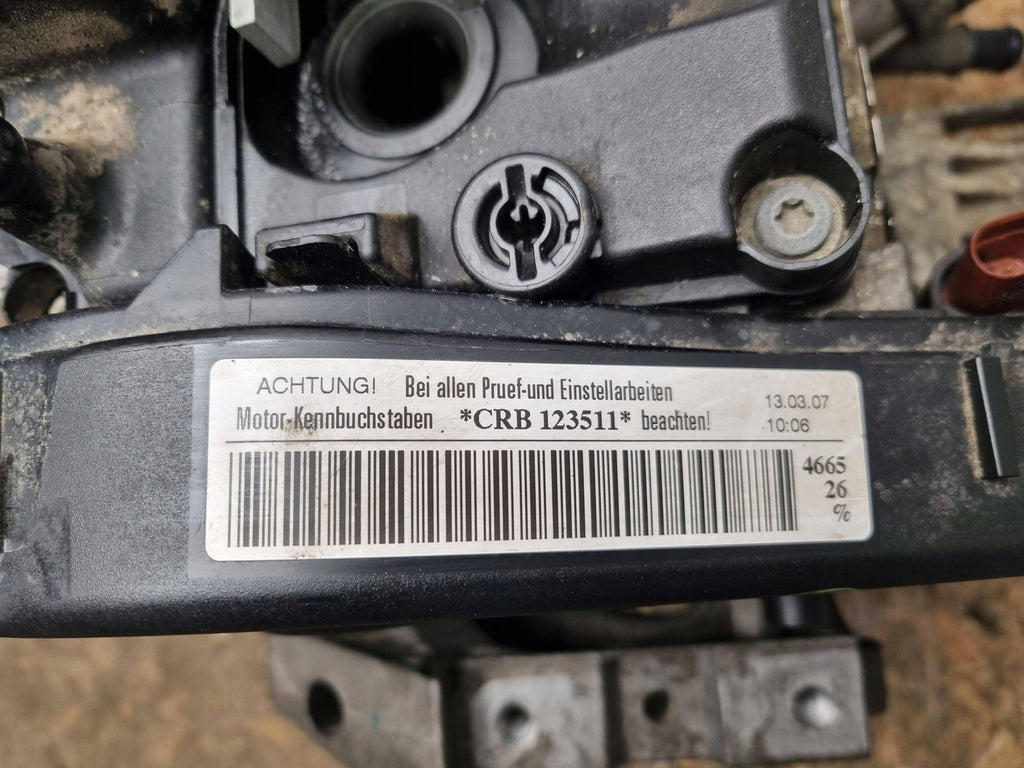 ACHTUNG! Bei allen Pruef-und Einstellarbeiten
Motor-Kennbuchstaben *CRB 123511* beachten!
13.03.07
10:06
4665
26
%